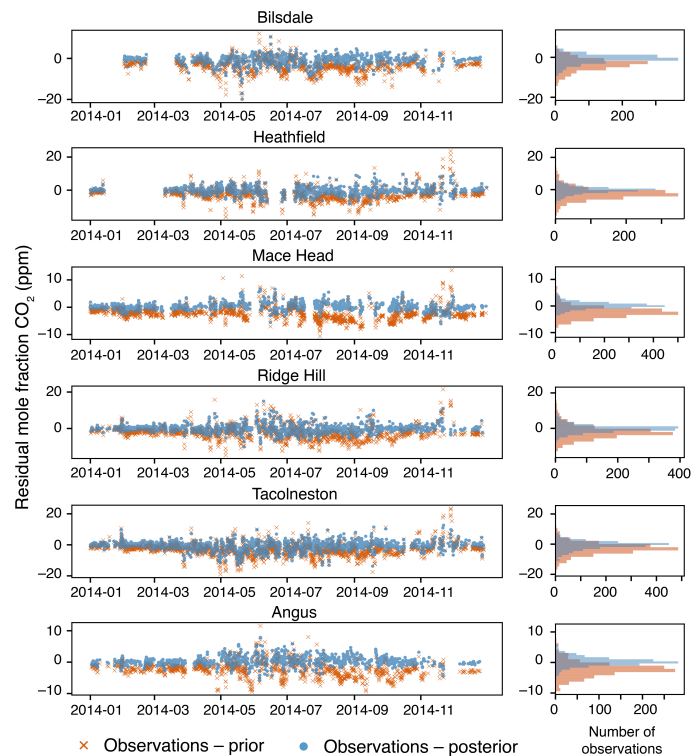 Bilsdale
0
−20
2014-01 2014-03 2014-05 2014-07 2014-09 2014-11
200
Heathfield
20
0
2014-01 2014-03 2014-05 2014-07 2014-09 2014-11
20
0
0 200
Mace Head
10
0
−10
2014-01 2014-03 2014-05 2014-07 2014-09 2014-11
10
0
−10
0 200 400 500
Ridge Hill
20
0
2014-01 2014-03 2014-05 2014-07 2014-09 2014-11
20
0
0 200 400
Tacolneston
20
0
−20
2014-01 2014-03 2014-05 2014-07 2014-09 2014-11
20
0
−20
0 200 400
Angus
10
0
−10
2014-01 2014-03 2014-05 2014-07 2014-09 2014-11
10
0
−10
0 100 200
Residual mole fraction CO2 (ppm)
Number of
observations
× Observations – prior ● Observations – posterior